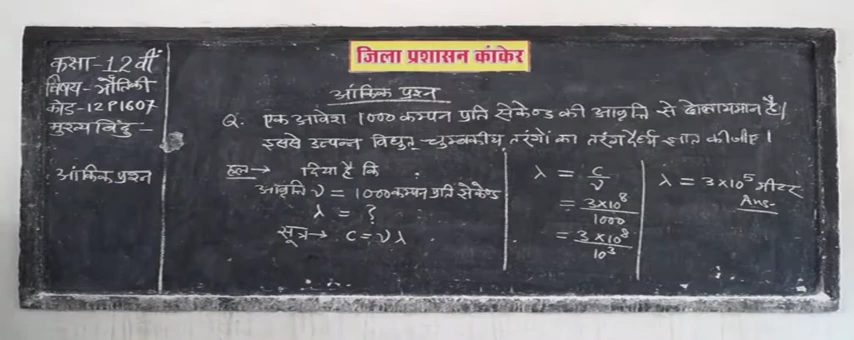 जिला प्रशासन कांकेर
कक्षा-12वीं
विषय-भौतिकी
कोड-12P1607
मुख्य बिंदु-
आंकिक प्रश्न
आंकिक प्रश्न
Q. एक आवेश 1000 कम्पन प्रति सेकेण्ड की आवृत्ति से दोलायमान है।
इससे उत्पन्न विद्युत-चुम्बकीय तरंगों का तरंगदैर्ध्य ज्ञात कीजिए।
हल→ दिया है कि
आवृत्ति ν = 1000 कम्पन प्रति सेकेण्ड
λ = ?
सूत्र→ c = νλ
λ = c/ν
= 3×10⁸/1000
= 3×10⁸/10³
λ = 3×10⁵ मीटर
Ans-